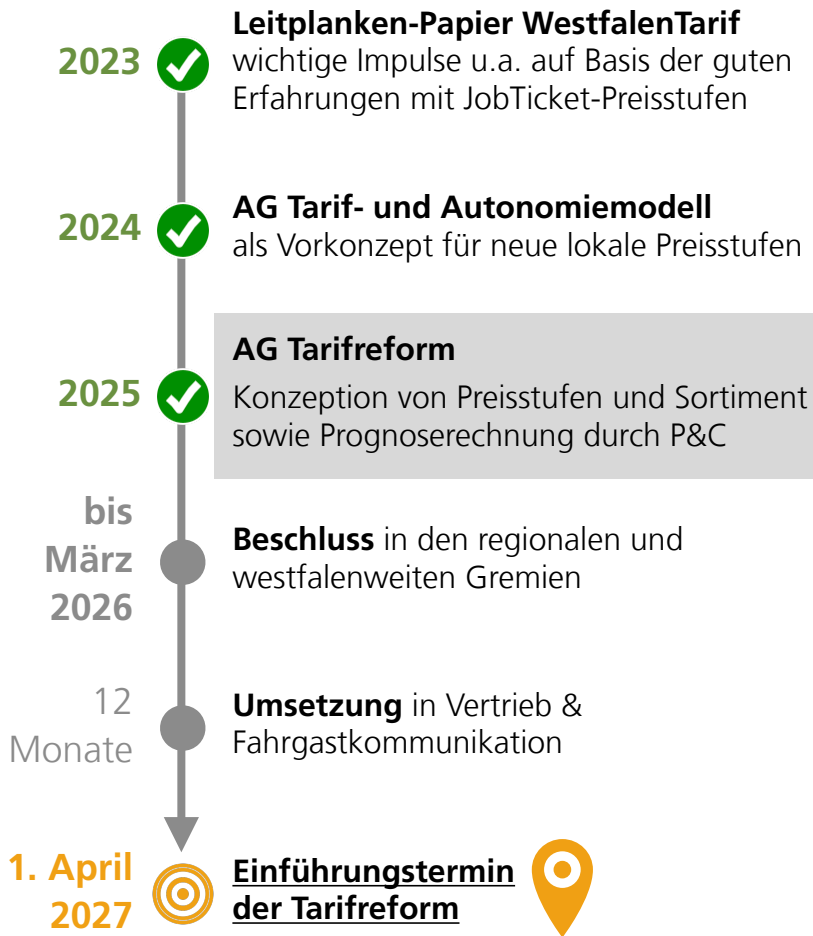 Leitplanken-Papier WestfalenTarif
2023
wichtige Impulse u.a. auf Basis der guten
Erfahrungen mit JobTicket-Preisstufen
2024
AG Tarif- und Autonomiemodell
als Vorkonzept für neue lokale Preisstufen
AG Tarifreform
2025
Konzeption von Preisstufen und Sortiment
sowie Prognoserechnung durch P&C
bis
März
2026
Beschluss in den regionalen und
westfalenweiten Gremien
12
Monate
Umsetzung in Vertrieb &
Fahrgastkommunikation
1. April
2027
Einführungstermin
der Tarifreform